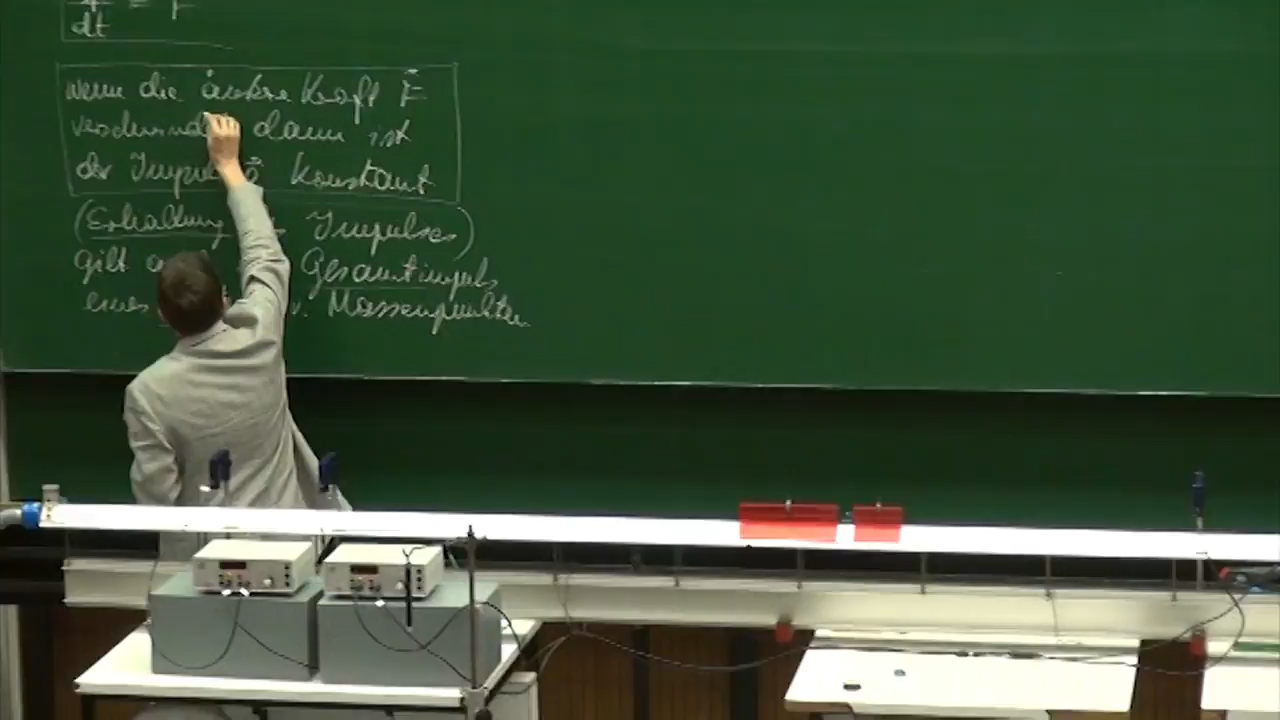 dt = F
wenn die äußere Kraft F⃗
verschwindet dann ist
der Impuls p⃗ konstant
(Erhaltung Impulses)
gilt Gesamtimpuls
eines v. Massenpunkten